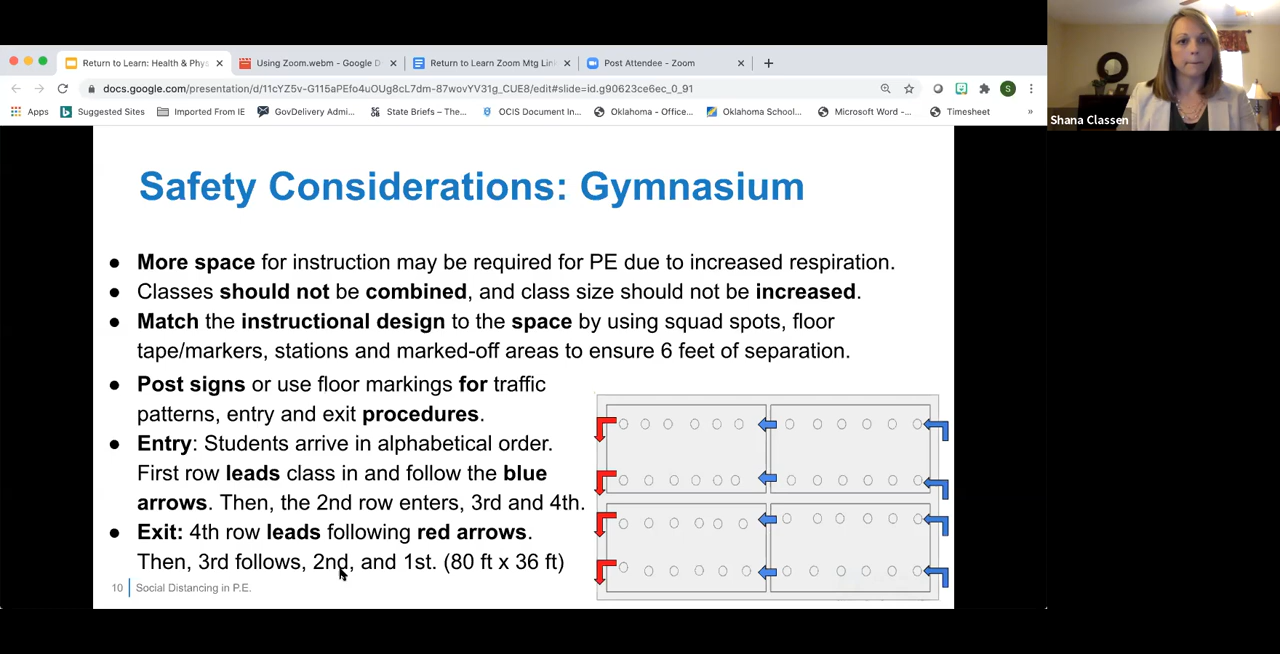 Return to Learn: Health & Phys
Using Zoom.webm - Google D
Return to Learn Zoom Mtg Lin
Post Attendee - Zoom
docs.google.com/presentation/d/11cYZ5v-G115aPEfo4uOUg8cL7dm-87wovYV31g_CUE8/edit#slide=id.g90623ce6ec_0_91
S
Apps
Suggested Sites
Imported From IE
GovDelivery Admi...
State Briefs – The...
OCIS Document In...
Oklahoma - Office...
Oklahoma School...
Microsoft Word -...
Timesheet
»
Shana Classen
Safety Considerations: Gymnasium
● More space for instruction may be required for PE due to increased respiration.
● Classes should not be combined, and class size should not be increased.
● Match the instructional design to the space by using squad spots, floor
tape/markers, stations and marked-off areas to ensure 6 feet of separation.
● Post signs or use floor markings for traffic
patterns, entry and exit procedures.
● Entry: Students arrive in alphabetical order.
First row leads class in and follow the blue
arrows. Then, the 2nd row enters, 3rd and 4th.
● Exit: 4th row leads following red arrows.
Then, 3rd follows, 2nd, and 1st. (80 ft x 36 ft)
10 Social Distancing in P.E.